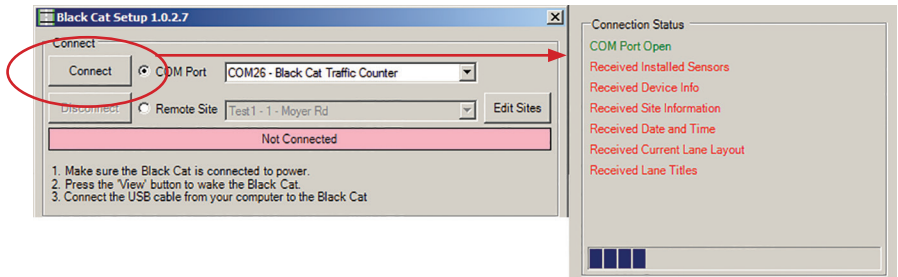 Black Cat Setup 1.0.2.7
Connect
Connect
COM Port
COM26 - Black Cat Traffic Counter
Disconnect
Remote Site
Test1 - 1 - Moyer Rd
Edit Sites
Not Connected
1. Make sure the Black Cat is connected to power.
2. Press the 'View' button to wake the Black Cat.
3. Connect the USB cable from your computer to the Black Cat
Connection Status
COM Port Open
Received Installed Sensors
Received Device Info
Received Site Information
Received Date and Time
Received Current Lane Layout
Received Lane Titles